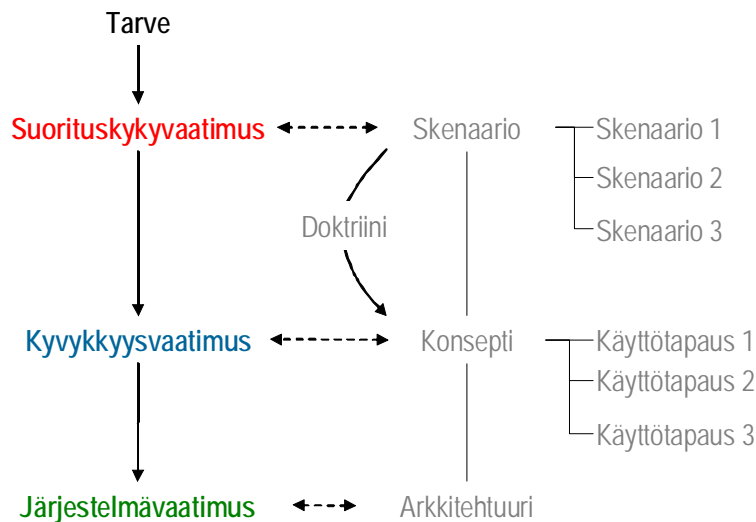 Tarve
Suorituskykyvaatimus
Skenaario
Skenaario 1
Skenaario 2
Doktriini
Skenaario 3
Kyvykkyysvaatimus
Konsepti
Käyttötapaus 1
Käyttötapaus 2
Käyttötapaus 3
Järjestelmävaatimus
Arkkitehtuuri